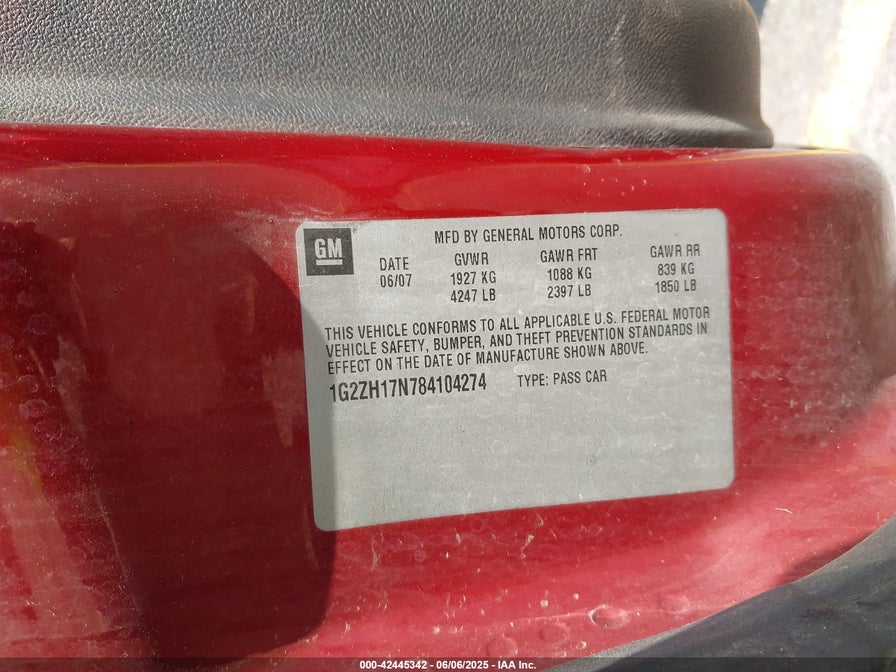 GM
MFD BY GENERAL MOTORS CORP.
DATE GVWR GAWR FRT GAWR RR
06/07 1927 KG 1088 KG 839 KG
4247 LB 2397 LB 1850 LB
THIS VEHICLE CONFORMS TO ALL APPLICABLE U.S. FEDERAL MOTOR
VEHICLE SAFETY, BUMPER, AND THEFT PREVENTION STANDARDS IN
EFFECT ON THE DATE OF MANUFACTURE SHOWN ABOVE.
1G2ZH17N784104274 TYPE: PASS CAR
000-42445342 - 06/06/2025 - IAA Inc.